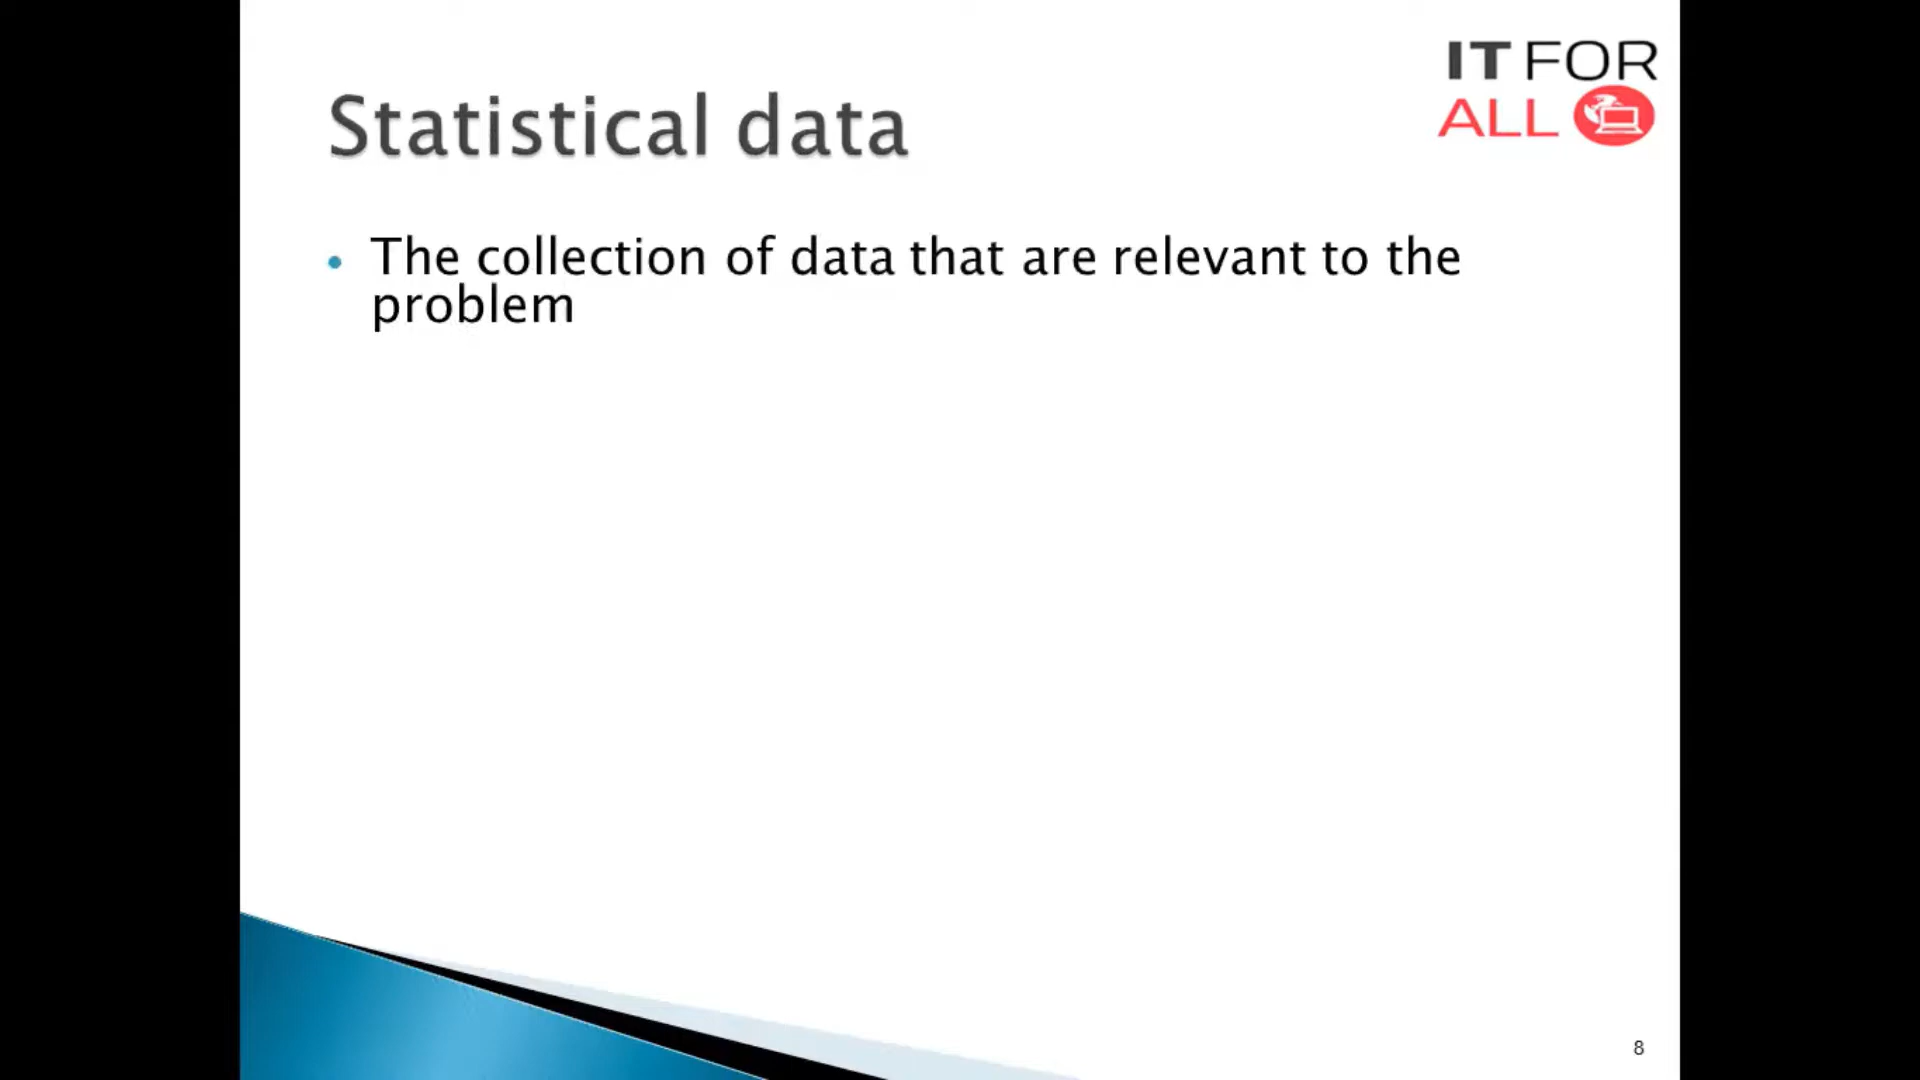 IT FOR
ALL
Statistical data
• The collection of data that are relevant to the
problem
8